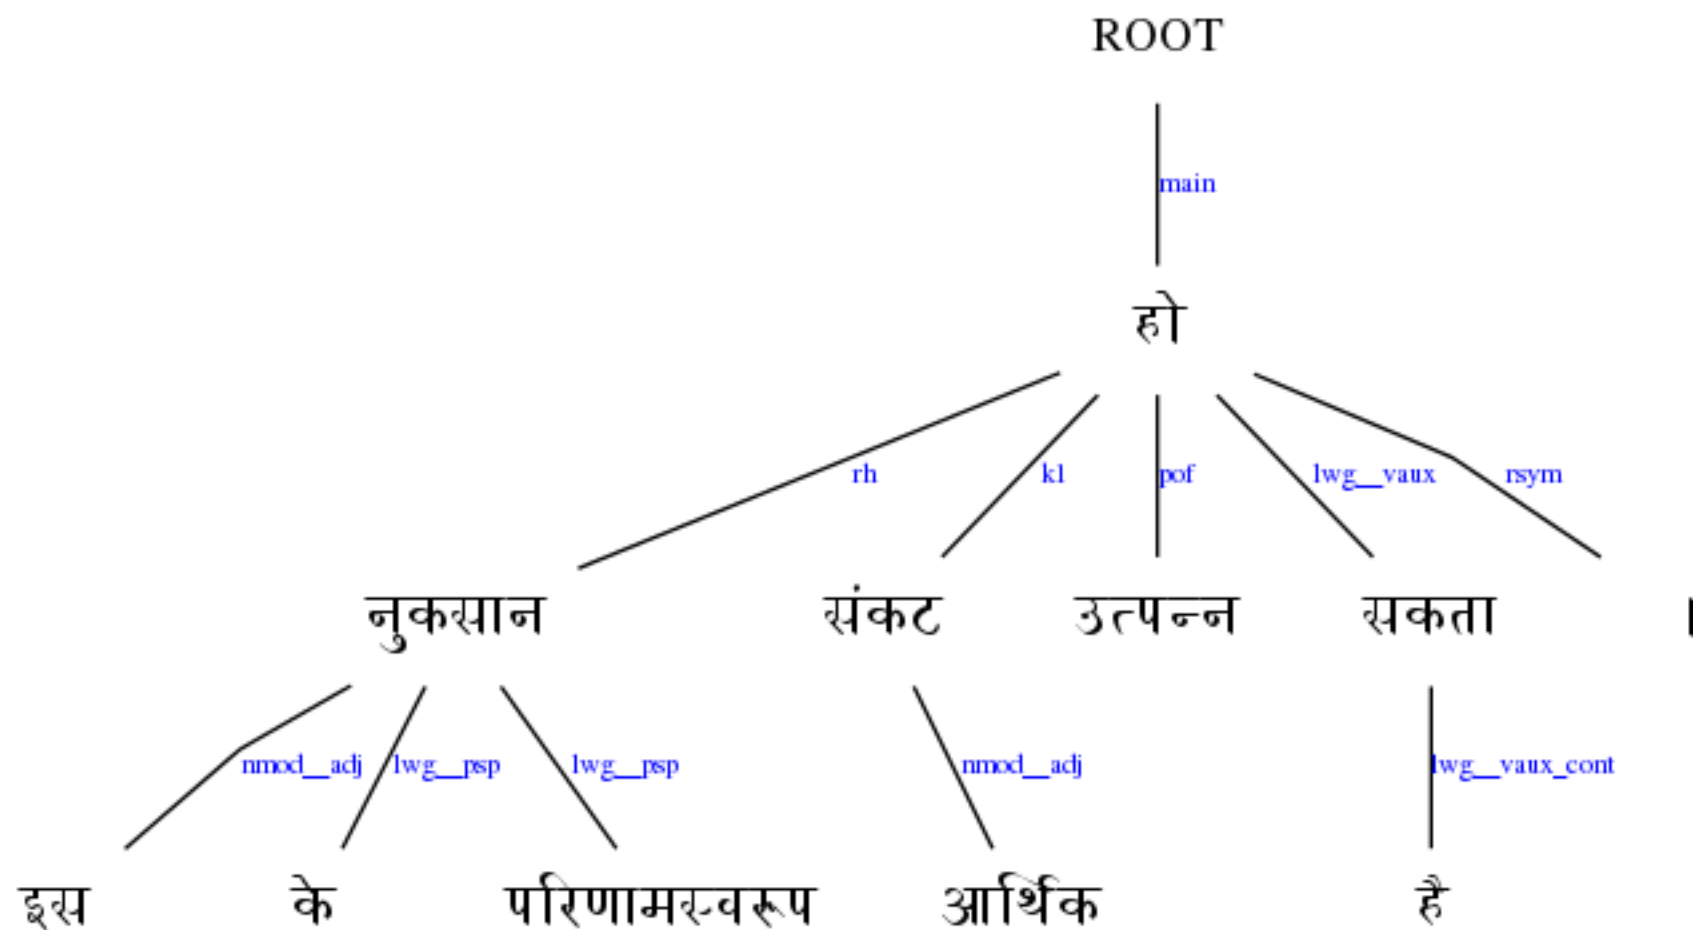 ROOT
main
हो
rh k1 pof lwg__vaux rsym
नुकसान संकट उत्पन्न सकता ।
nmod__adj lwg__psp lwg__psp nmod__adj lwg__vaux_cont
इस के परिणामस्वरूप आर्थिक है